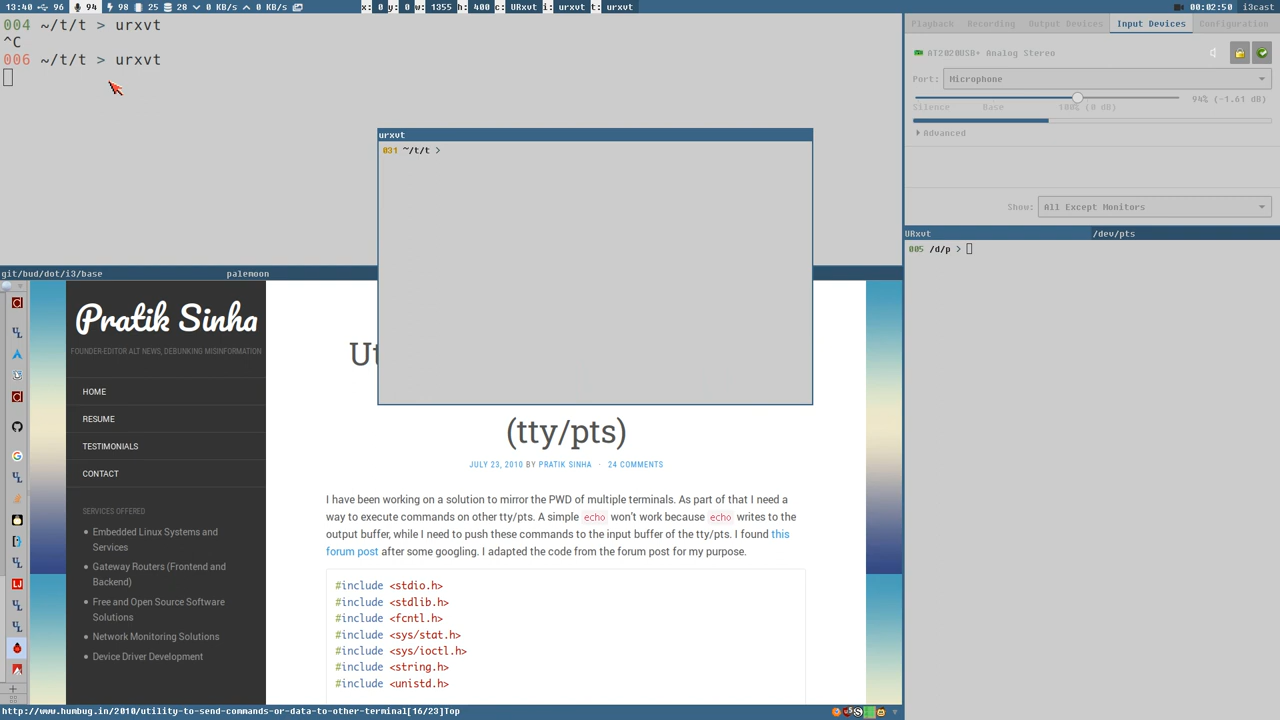 13:40 96 94 98 25 28 0 KB/s 0 KB/s x: 0 y: 0 w: 1355 h: 400 c: URxvt i: urxvt t: urxvt 00:02:50 i3cast
004 ~/t/t > urxvt
^C
006 ~/t/t > urxvt
Playback Recording Output Devices Input Devices Configuration
AT2020USB+ Analog Stereo
Port: Microphone
94% (-1.61 dB)
Silence Base 100% (0 dB)
Advanced
Show: All Except Monitors
URxvt /dev/pts
005 /d/p >
urxvt
031 ~/t/t >
git/bud/dot/i3/base palemoon
Pratik Sinha
FOUNDER-EDITOR ALT NEWS, DEBUNKING MISINFORMATION
HOME
RESUME
TESTIMONIALS
CONTACT
SERVICES OFFERED
Embedded Linux Systems and
Services
Gateway Routers (Frontend and
Backend)
Free and Open Source Software
Solutions
Network Monitoring Solutions
Device Driver Development
(tty/pts)
JULY 23, 2010 BY PRATIK SINHA · 24 COMMENTS
I have been working on a solution to mirror the PWD of multiple terminals. As part of that I need a
way to execute commands on other tty/pts. A simple echo won't work because echo writes to the
output buffer, while I need to push these commands to the input buffer of the tty/pts. I found this
forum post after some googling. I adapted the code from the forum post for my purpose.
#include <stdio.h>
#include <stdlib.h>
#include <fcntl.h>
#include <sys/stat.h>
#include <sys/ioctl.h>
#include <string.h>
#include <unistd.h>
http://www.humbug.in/2010/utility-to-send-commands-or-data-to-other-terminal[16/23]Top